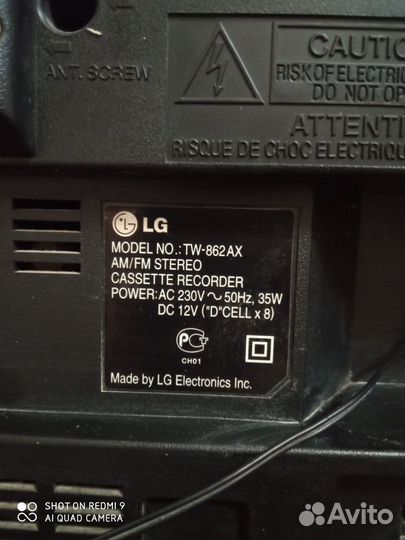 ANT. SCREW
CAUTIO
RISK OF ELECTRIC
DO NOT OP
ATTENTI
RISQUE DE CHOC ELECTRIQUE
LG
MODEL NO.: TW-862AX
AM/FM STEREO
CASSETTE RECORDER
POWER: AC 230V ~ 50Hz, 35W
DC 12V ("D"CELL x 8)
CH01
Made by LG Electronics Inc.
SHOT ON REDMI 9
AI QUAD CAMERA
Avito